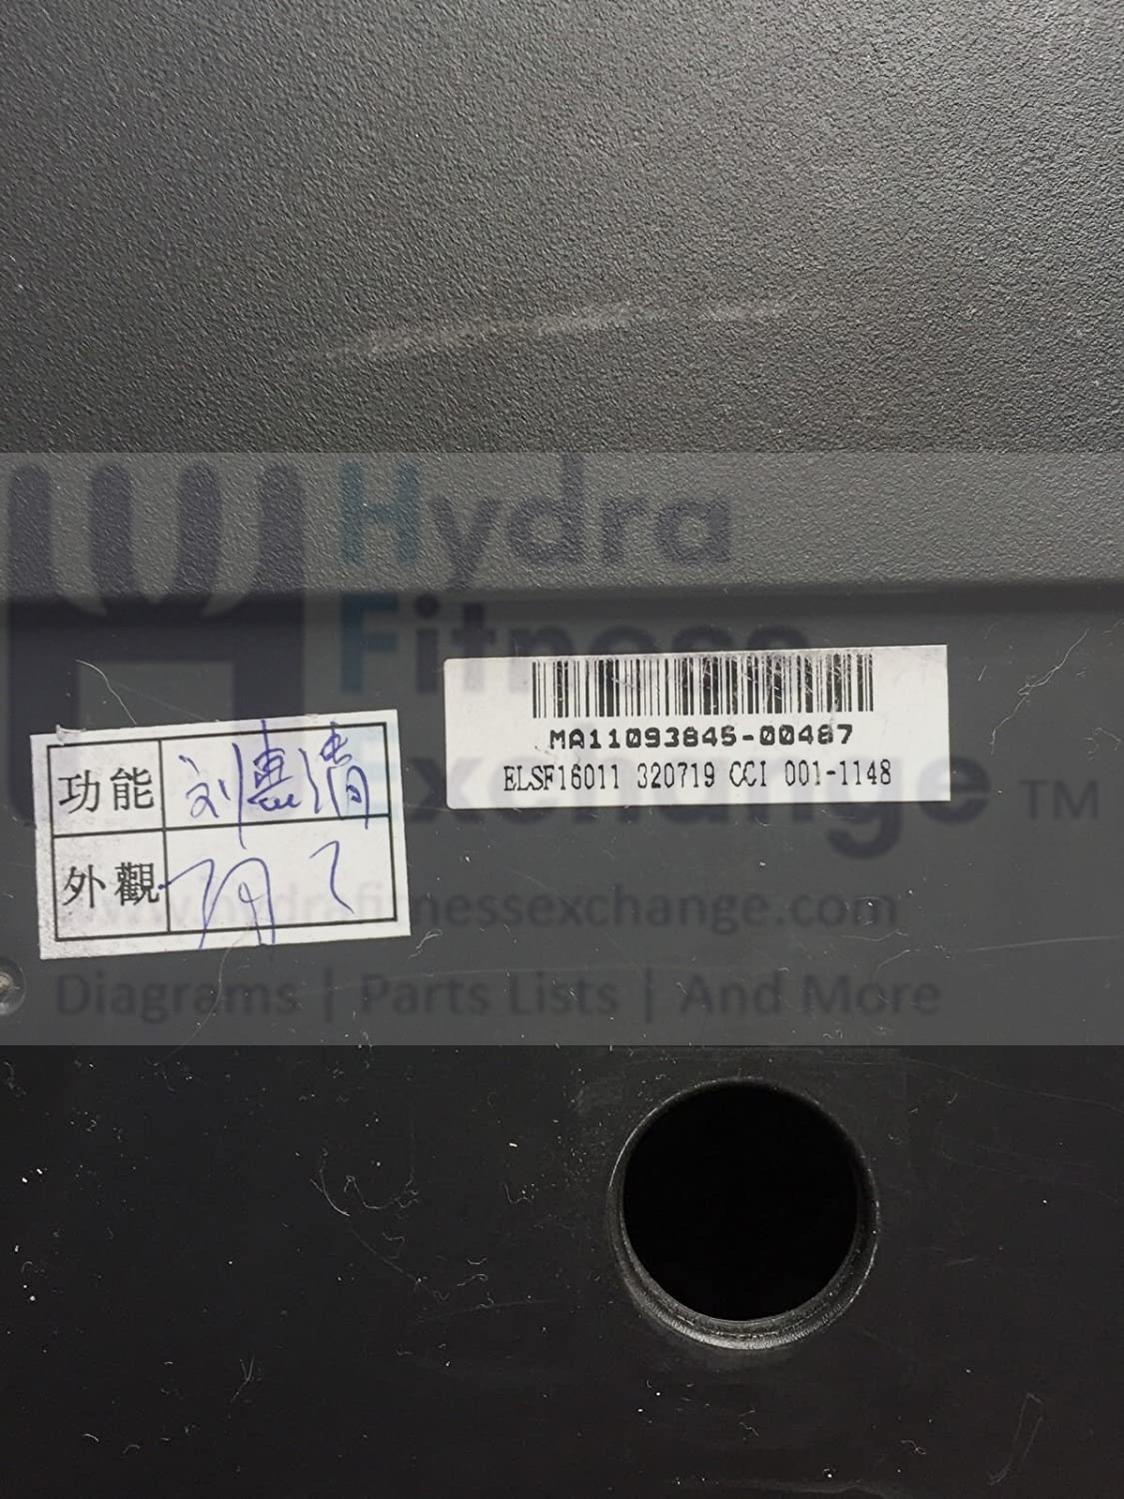 Hydra
Fitness
Exchange ™
MA11093845-00487
ELSF16011 320719 CCI 001-1148
功能 刘惠清
外觀
www.hydrafitnessexchange.com
Diagrams | Parts Lists | And More